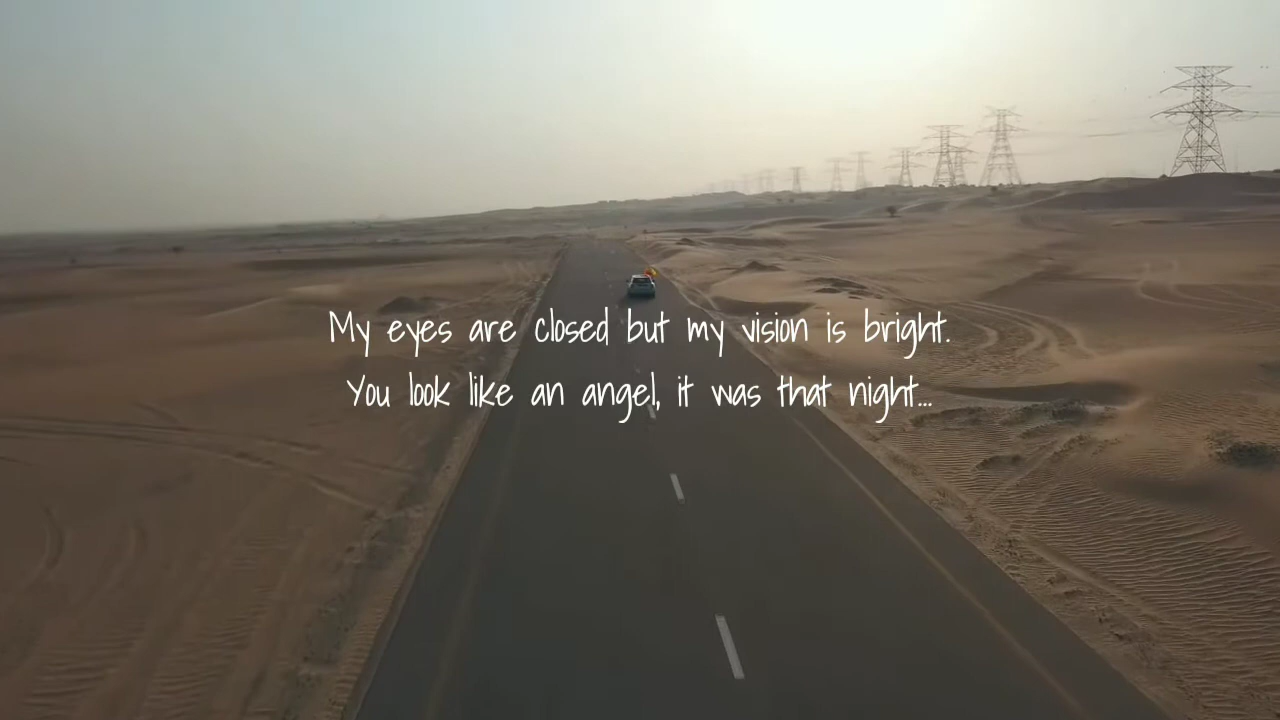 My eyes are closed but my vision is bright.
You look like an angel, it was that night...